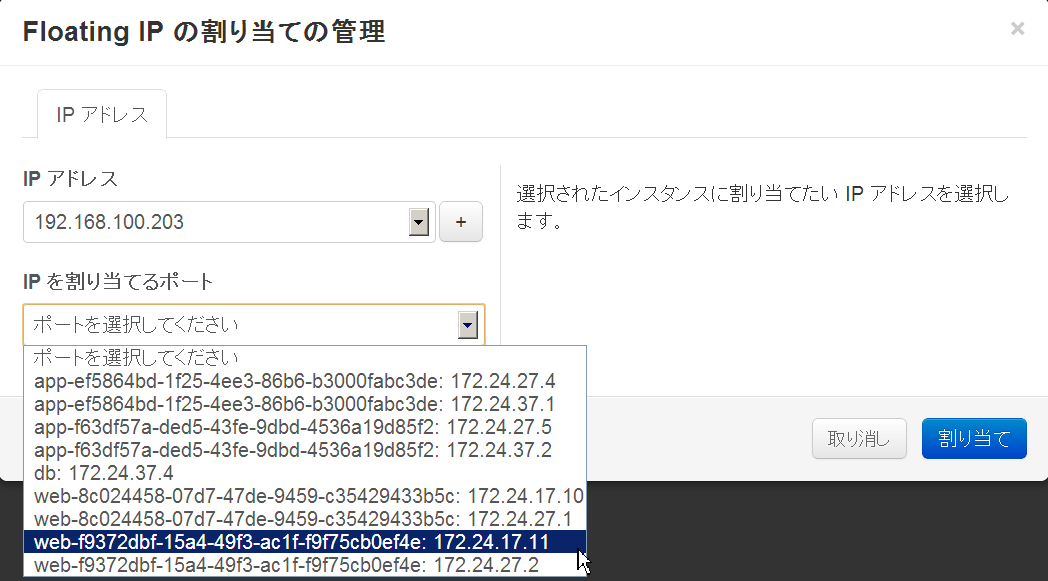 Floating IP の割り当ての管理
×
IP アドレス
IP アドレス
192.168.100.203
+
IP を割り当てるポート
ポートを選択してください
ポートを選択してください
app-ef5864bd-1f25-4ee3-86b6-b3000fabc3de: 172.24.27.4
app-ef5864bd-1f25-4ee3-86b6-b3000fabc3de: 172.24.37.1
app-f63df57a-ded5-43fe-9dbd-4536a19d85f2: 172.24.27.5
app-f63df57a-ded5-43fe-9dbd-4536a19d85f2: 172.24.37.2
db: 172.24.37.4
web-8c024458-07d7-47de-9459-c35429433b5c: 172.24.17.10
web-8c024458-07d7-47de-9459-c35429433b5c: 172.24.27.1
web-f9372dbf-15a4-49f3-ac1f-f9f75cb0ef4e: 172.24.17.11
web-f9372dbf-15a4-49f3-ac1f-f9f75cb0ef4e: 172.24.27.2
選択されたインスタンスに割り当てたい IP アドレスを選択し
ます。
取り消し
割り当て